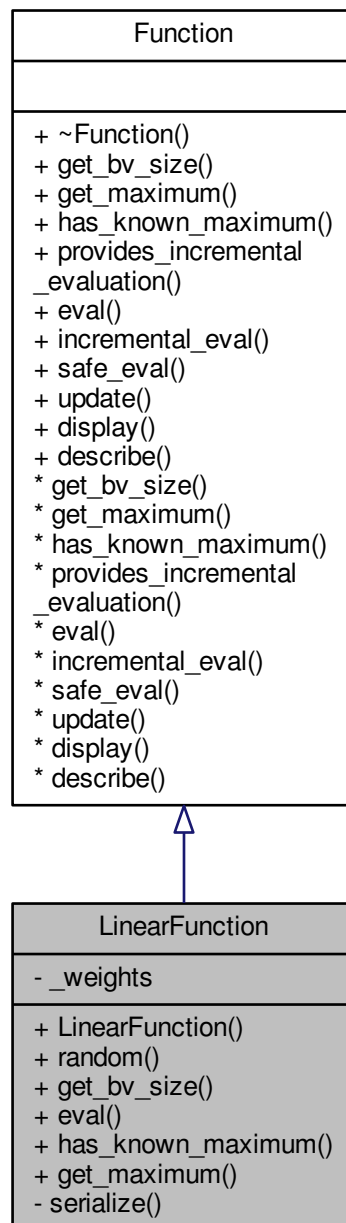 Function
+ ~Function()
+ get_bv_size()
+ get_maximum()
+ has_known_maximum()
+ provides_incremental
_evaluation()
+ eval()
+ incremental_eval()
+ safe_eval()
+ update()
+ display()
+ describe()
* get_bv_size()
* get_maximum()
* has_known_maximum()
* provides_incremental
_evaluation()
* eval()
* incremental_eval()
* safe_eval()
* update()
* display()
* describe()
LinearFunction
- _weights
+ LinearFunction()
+ random()
+ get_bv_size()
+ eval()
+ has_known_maximum()
+ get_maximum()
- serialize()